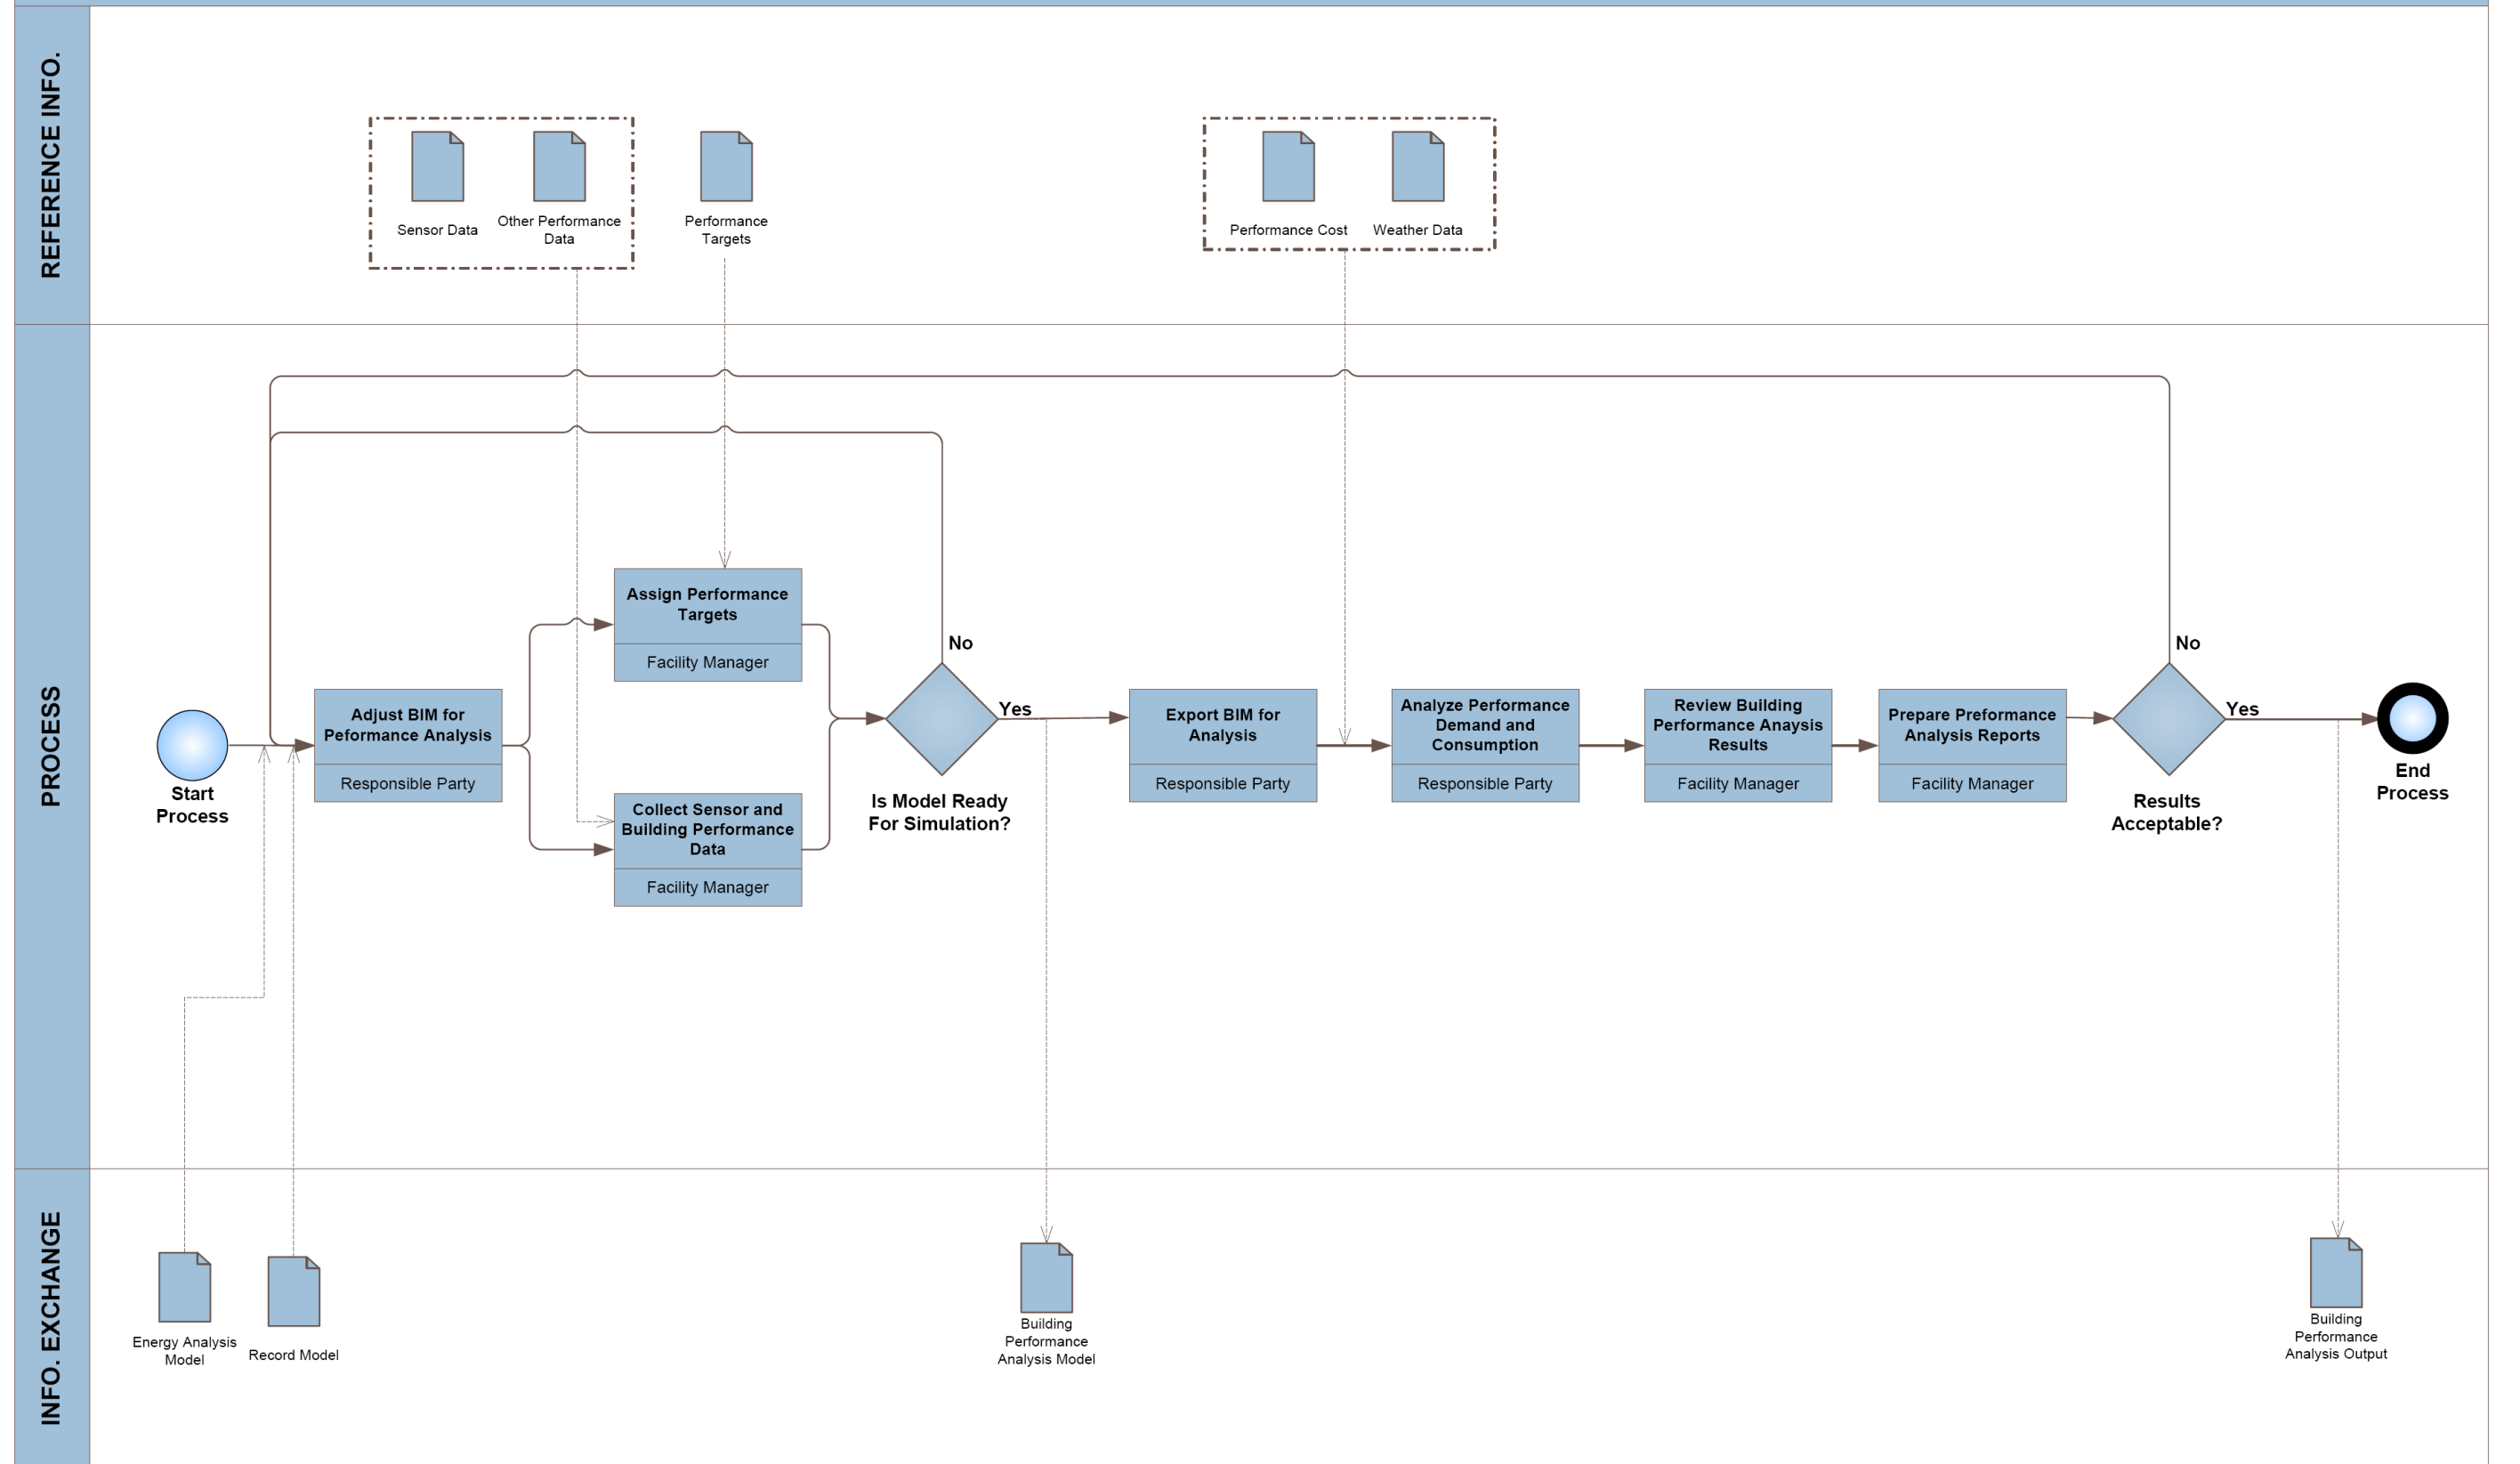 REFERENCE INFO.
Sensor Data
Other Performance
Data
Performance
Targets
Performance Cost
Weather Data
PROCESS
Start
Process
Adjust BIM for
Peformance Analysis
Responsible Party
Assign Performance
Targets
Facility Manager
Collect Sensor and
Building Performance
Data
Facility Manager
No
Yes
Is Model Ready
For Simulation?
Export BIM for
Analysis
Responsible Party
Analyze Performance
Demand and
Consumption
Responsible Party
Review Building
Performance Anaysis
Results
Facility Manager
Prepare Preformance
Analysis Reports
Facility Manager
No
Yes
Results
Acceptable?
End
Process
INFO. EXCHANGE
Energy Analysis
Model
Record Model
Building
Performance
Analysis Model
Building
Performance
Analysis Output